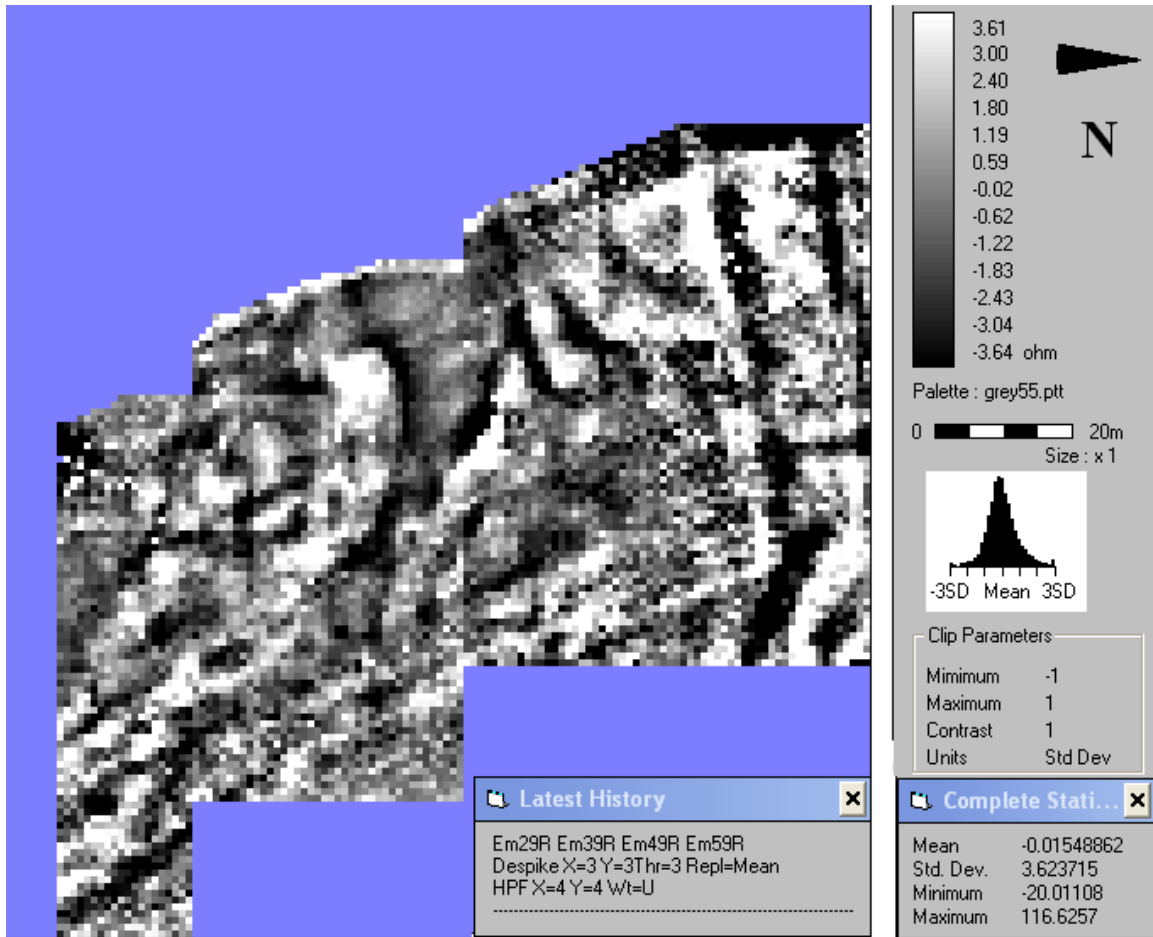 3.61
3.00
2.40
1.80
1.19
0.59
-0.02
-0.62
-1.22
-1.83
-2.43
-3.04
-3.64 ohm
N
Palette : grey55.ptt
0 20m
Size : x 1
-3SD Mean 3SD
Clip Parameters
Mimimum -1
Maximum 1
Contrast 1
Units Std Dev
Latest History
Em29R Em39R Em49R Em59R
Despike X=3 Y=3Thr=3 Repl=Mean
HPF X=4 Y=4 Wt=U
Complete Stati...
Mean -0.01548862
Std. Dev. 3.623715
Minimum -20.01108
Maximum 116.6257